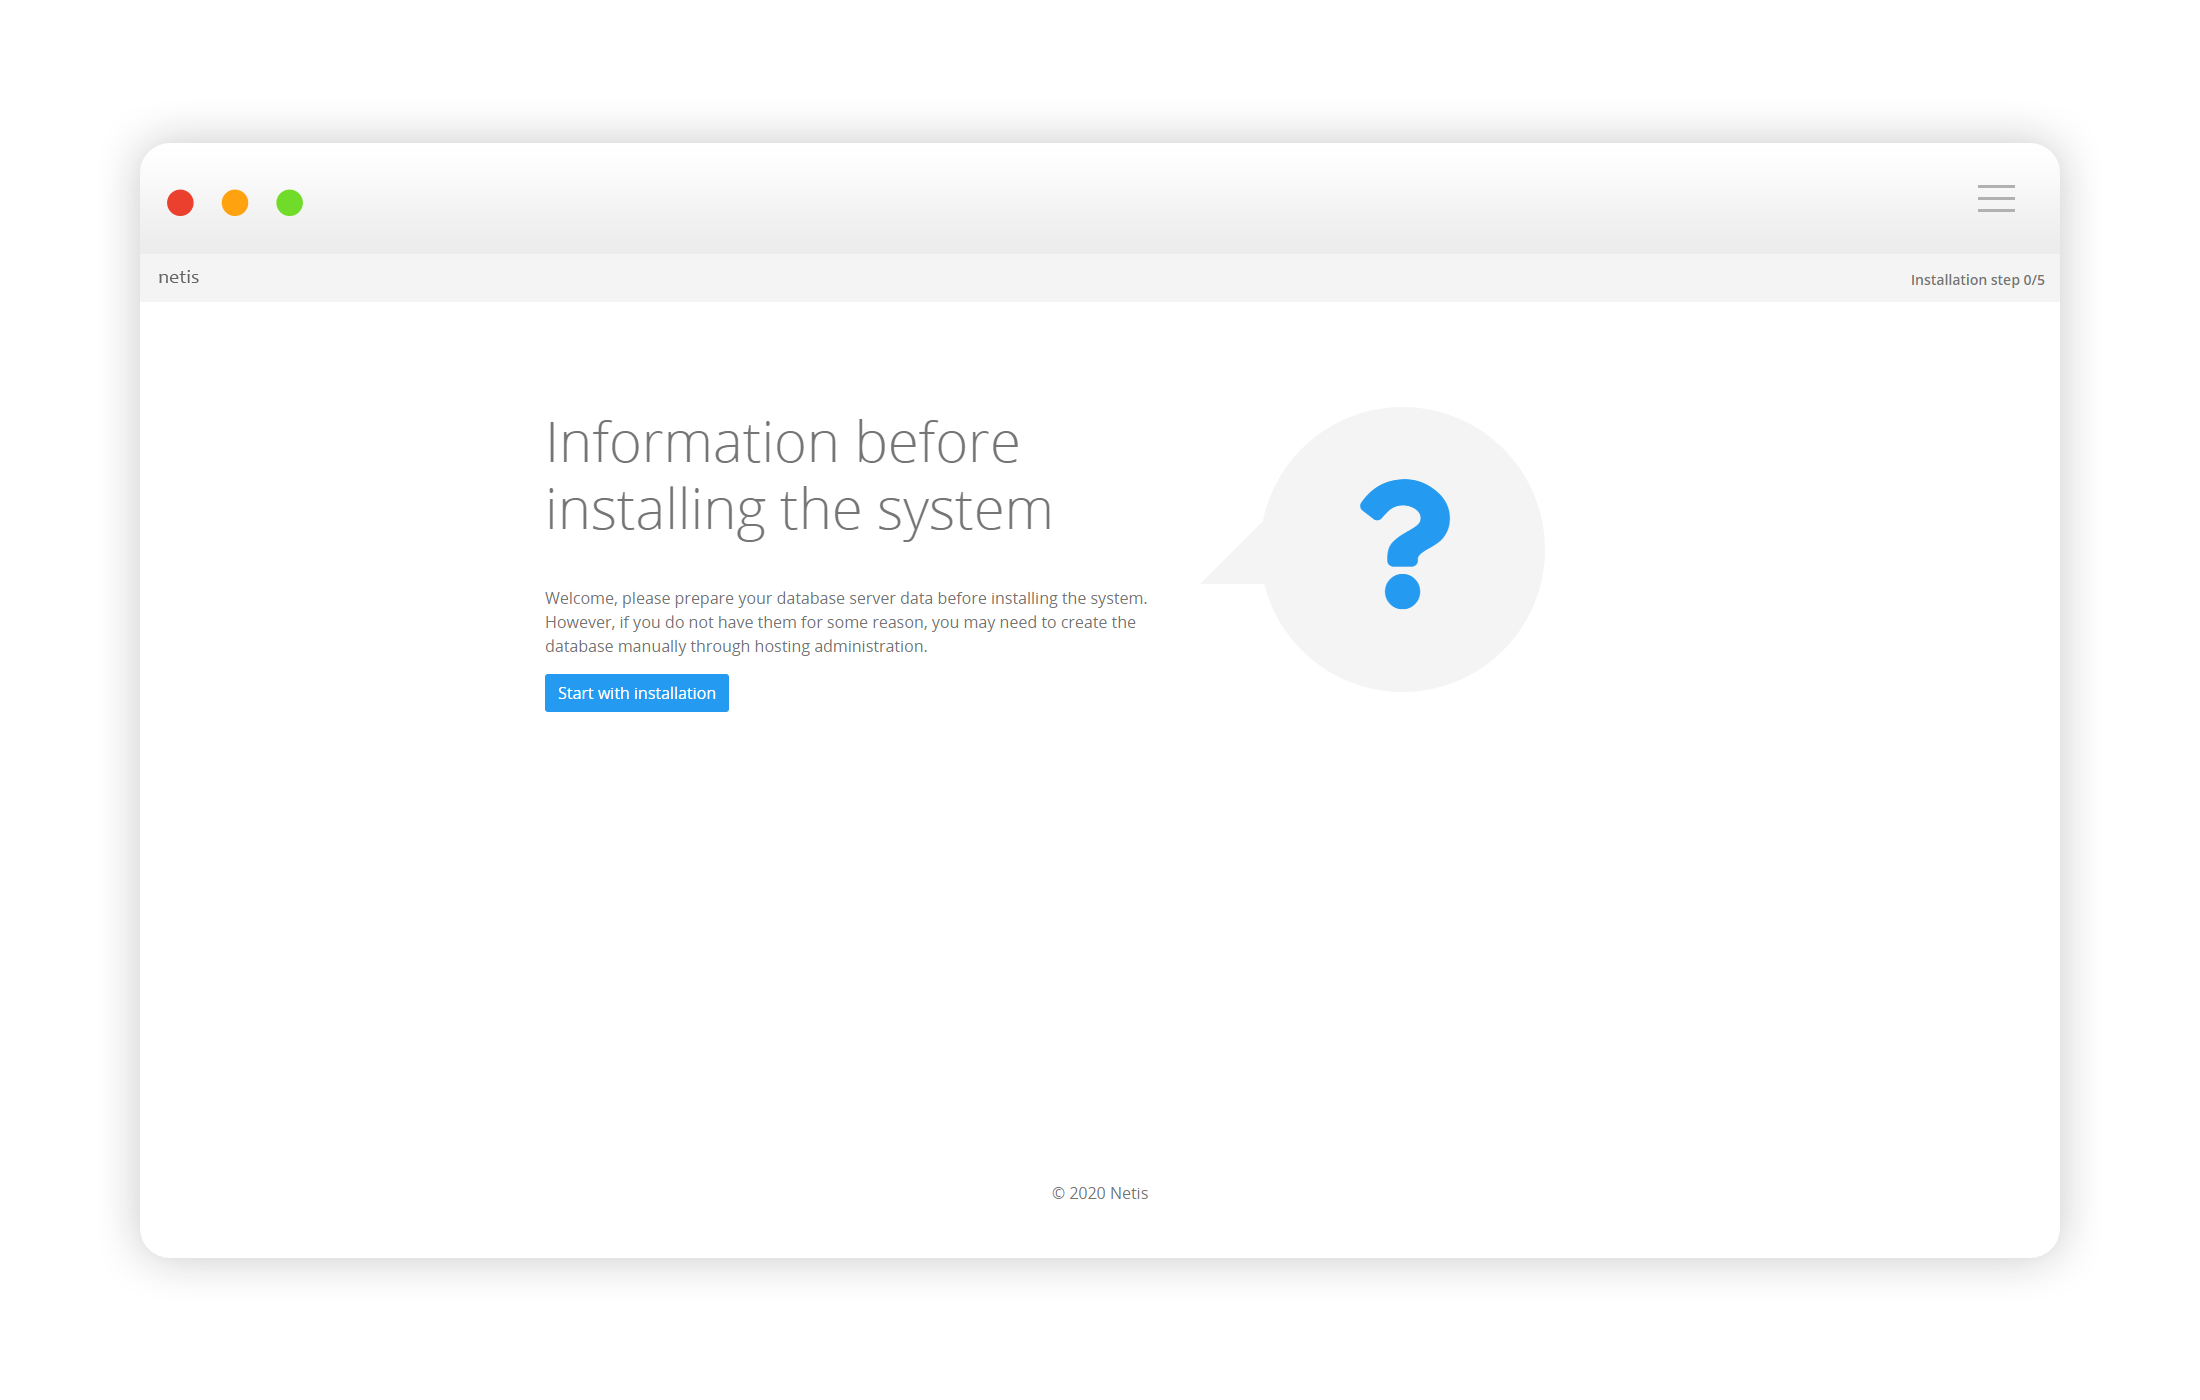 netis
Installation step 0/5
Information before
installing the system
?
Welcome, please prepare your database server data before installing the system.
However, if you do not have them for some reason, you may need to create the
database manually through hosting administration.
Start with installation
© 2020 Netis